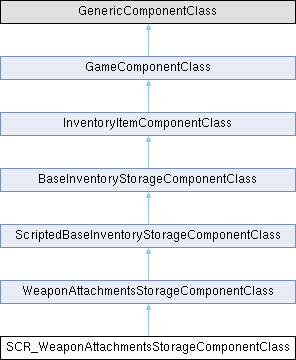 GenericComponentClass
GameComponentClass
InventoryItemComponentClass
BaseInventoryStorageComponentClass
ScriptedBaseInventoryStorageComponentClass
WeaponAttachmentsStorageComponentClass
SCR_WeaponAttachmentsStorageComponentClass